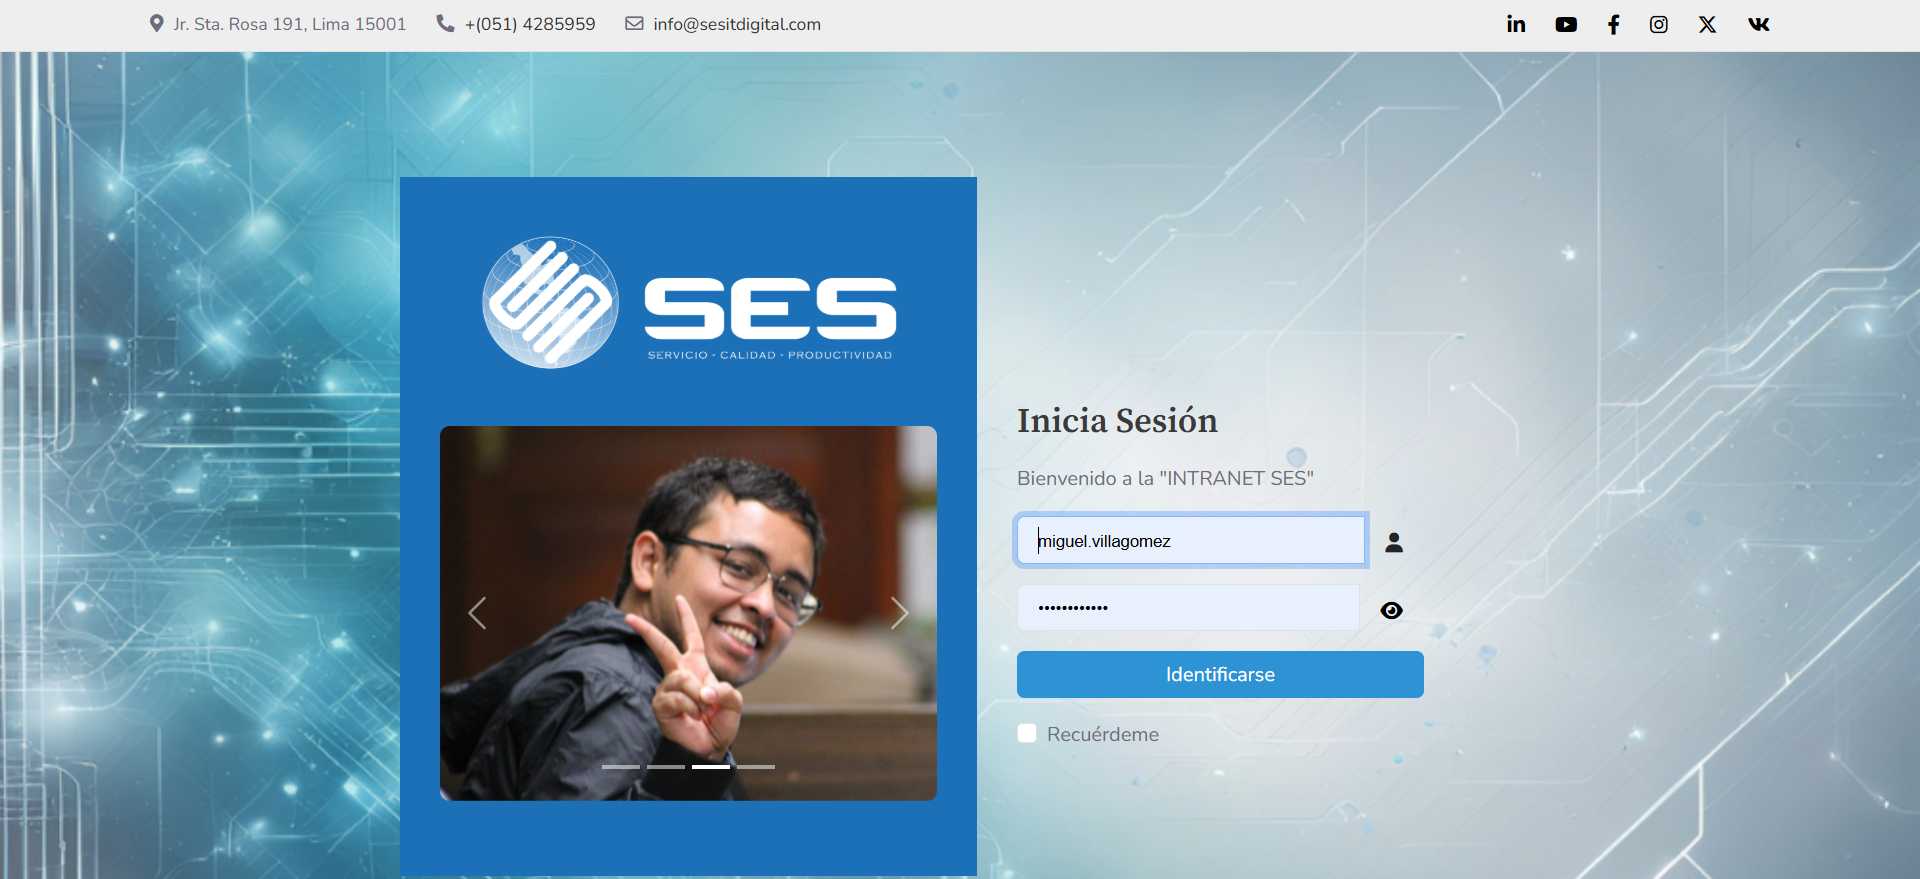 Jr. Sta. Rosa 191, Lima 15001
+(051) 4285959
info@sesitdigital.com
SES
SERVICIO - CALIDAD - PRODUCTIVIDAD
Inicia Sesión
Bienvenido a la "INTRANET SES"
miguel.villagomez
••••••••••••
Identificarse
Recuérdeme